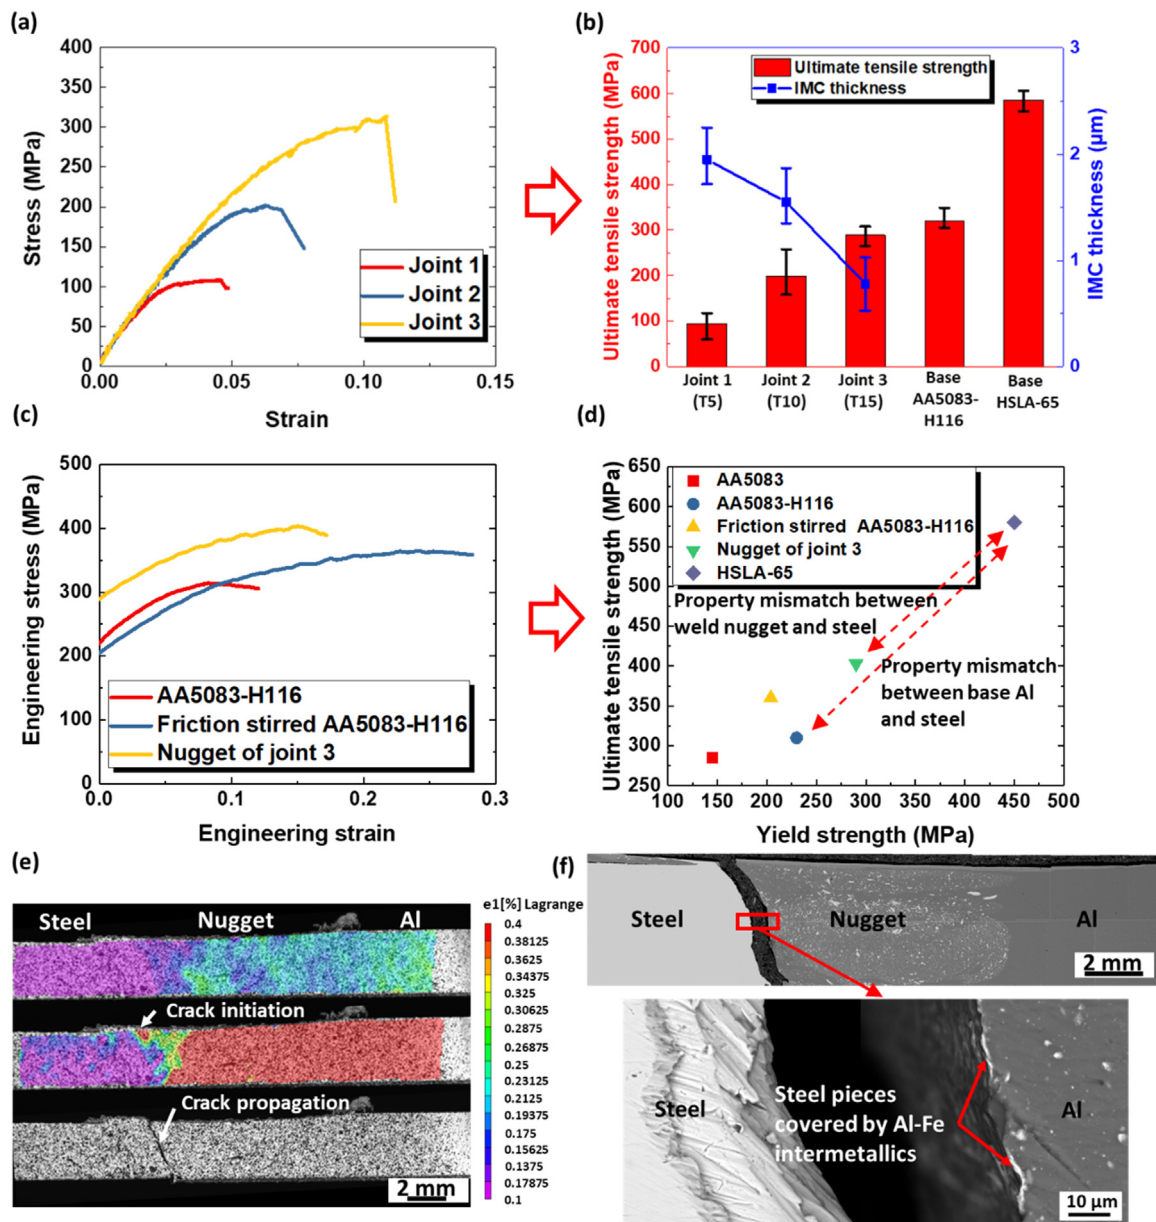 (a)
400
350
300
250
200
150
100
50
0
Stress (MPa)
0.00
0.05
0.10
0.15
Strain
Joint 1
Joint 2
Joint 3
(b)
700
600
500
400
300
200
100
0
Ultimate tensile strength (MPa)
Ultimate tensile strength
IMC thickness
3
2
1
0
IMC thickness (μm)
Joint 1
(T5)
Joint 2
(T10)
Joint 3
(T15)
Base
AA5083-
H116
Base
HSLA-65
(c)
500
400
300
200
100
0
Engineering stress (MPa)
0.0
0.1
0.2
0.3
Engineering strain
AA5083-H116
Friction stirred AA5083-H116
Nugget of joint 3
(d)
650
600
575
550
525
500
450
400
350
300
250
Ultimate tensile strength (MPa)
AA5083
AA5083-H116
Friction stirred AA5083-H116
Nugget of joint 3
HSLA-65
Property mismatch between
weld nugget and steel
Property mismatch
between base Al
and steel
100
150
200
250
300
350
400
450
500
Yield strength (MPa)
(e)
Steel
Nugget
Al
Crack initiation
Crack propagation
2 mm
e1[%] Lagrange
0.4
0.38125
0.3625
0.34375
0.325
0.30625
0.2875
0.26875
0.25
0.23125
0.2125
0.19375
0.175
0.15625
0.1375
0.17875
0.1
(f)
Steel
Nugget
Al
2 mm
Steel
Steel pieces
covered by Al-Fe
intermetallics
Al
10 μm